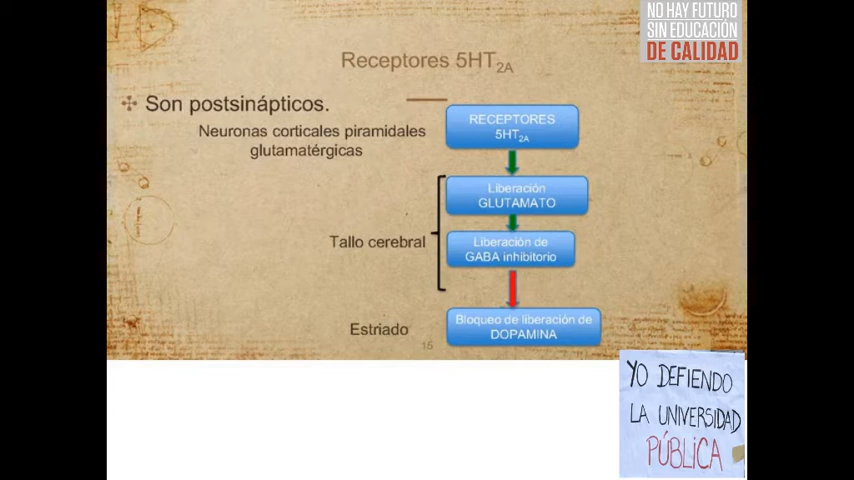 NO HAY FUTURO
SIN EDUCACIÓN
DE CALIDAD
Receptores 5HT2A
Son postsinápticos.
Neuronas corticales piramidales
glutamatérgicas
RECEPTORES
5HT2A
Liberación
GLUTAMATO
Tallo cerebral
Liberación de
GABA inhibitorio
Estriado
Bloqueo de liberación de
DOPAMINA
15
YO DEFIENDO
LA UNIVERSIDAD
PÚBLICA